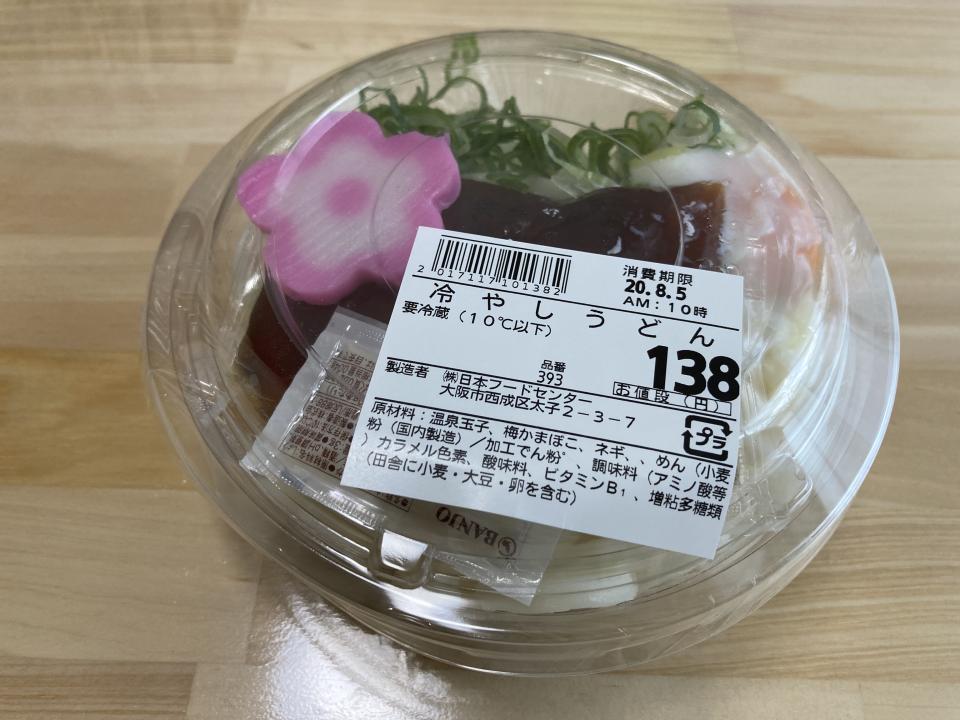 2 017117 101382
消費期限
20.8.5
AM:10時
冷やしうどん
要冷蔵(10℃以下)
138
お値段(円)
品番
393
製造者 ㈱日本フードセンター
大阪市西成区太子2-3-7
プラ
原材料:温泉玉子、梅かまぼこ、ネギ、、めん(小麦
粉(国内製造)/加工でん粉、調味料(アミノ酸等
)カラメル色素、酸味料、ビタミンB₁、増粘多糖類
(田舎に小麦・大豆・卵を含む)
BANJO